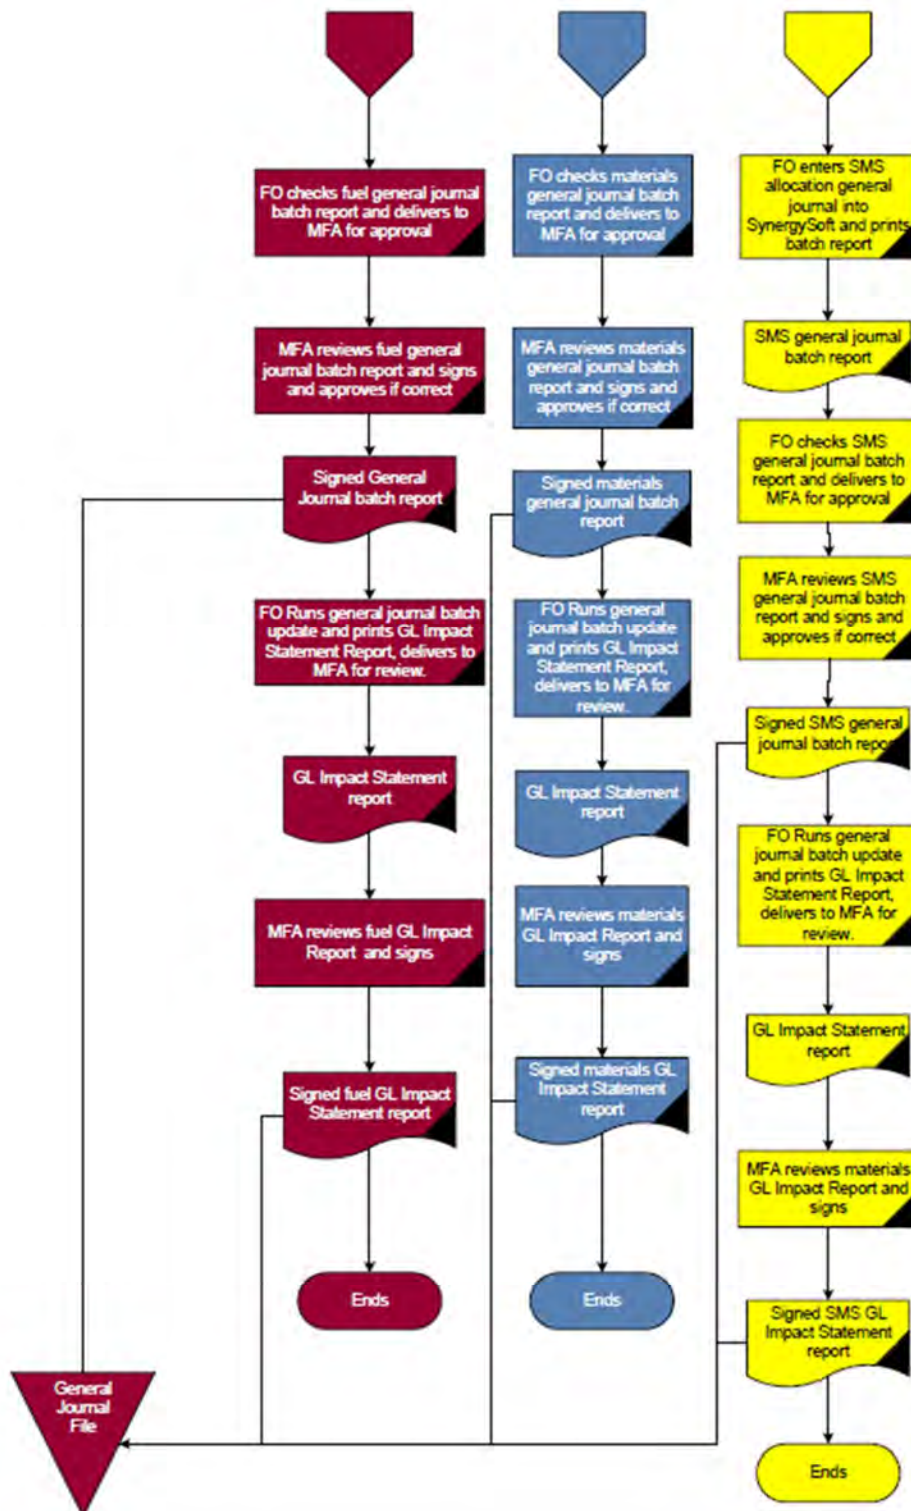 FO checks fuel general journal
batch report and delivers to
MFA for approval
MFA reviews fuel general
journal batch report and signs
and approves if correct
Signed General
Journal batch report
FO Runs general journal batch
update and prints GL Impact
Statement Report, delivers to
MFA for review.
GL Impact Statement
report
MFA reviews fuel GL Impact
Report and signs
Signed fuel GL Impact
Statement report
Ends
General
Journal
File
FO checks materials
general journal batch
report and delivers to
MFA for approval
MFA reviews materials
general journal batch
report and signs and
approves if correct
Signed materials
general journal batch
report
FO Runs general
journal batch update
and prints GL Impact
Statement Report,
delivers to MFA for
review.
GL Impact Statement
report
MFA reviews materials
GL Impact Report and
signs
Signed materials GL
Impact Statement
report
Ends
FO enters SMS
allocation general
journal into
SynergySoft and prints
batch report
SMS general journal
batch report
FO checks SMS
general journal batch
report and delivers to
MFA for approval
MFA reviews SMS
general journal batch
report and signs and
approves if correct
Signed SMS general
journal batch report
FO Runs general
journal batch update
and prints GL Impact
Statement Report,
delivers to MFA for
review.
GL Impact Statement
report
MFA reviews materials
GL Impact Report and
signs
Signed SMS GL
Impact Statement
report
Ends